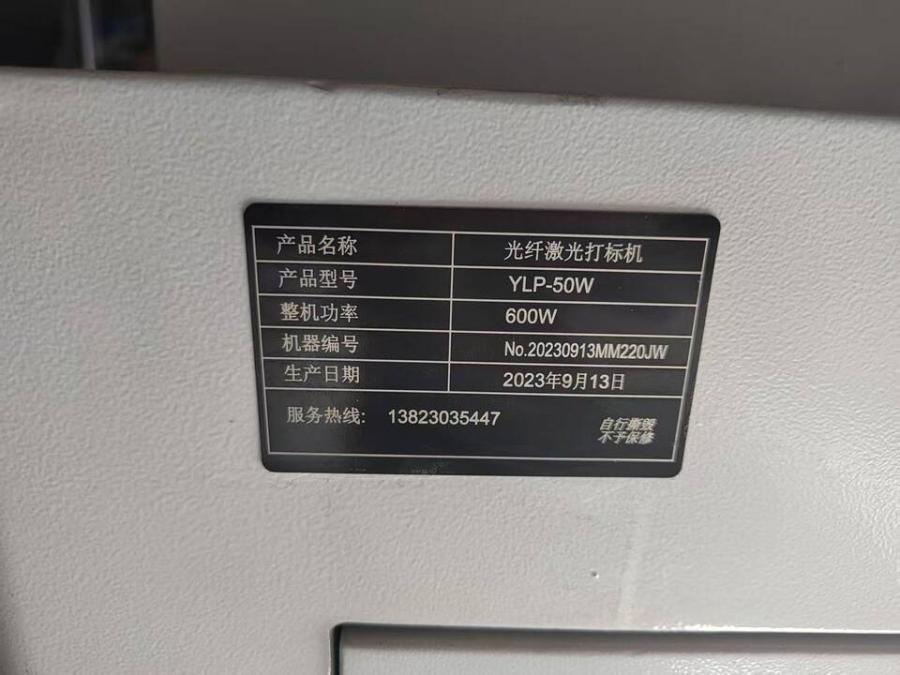 产品名称 光纤激光打标机
产品型号 YLP-50W
整机功率 600W
机器编号 No.20230913MM220JW
生产日期 2023年9月13日
服务热线: 13823035447
自行撕毁
不予保修